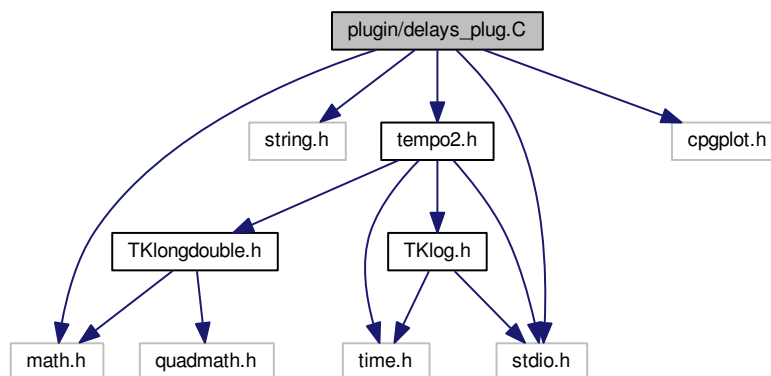 plugin/delays_plug.C
string.h
tempo2.h
cpgplot.h
TKlongdouble.h
TKlog.h
math.h
quadmath.h
time.h
stdio.h